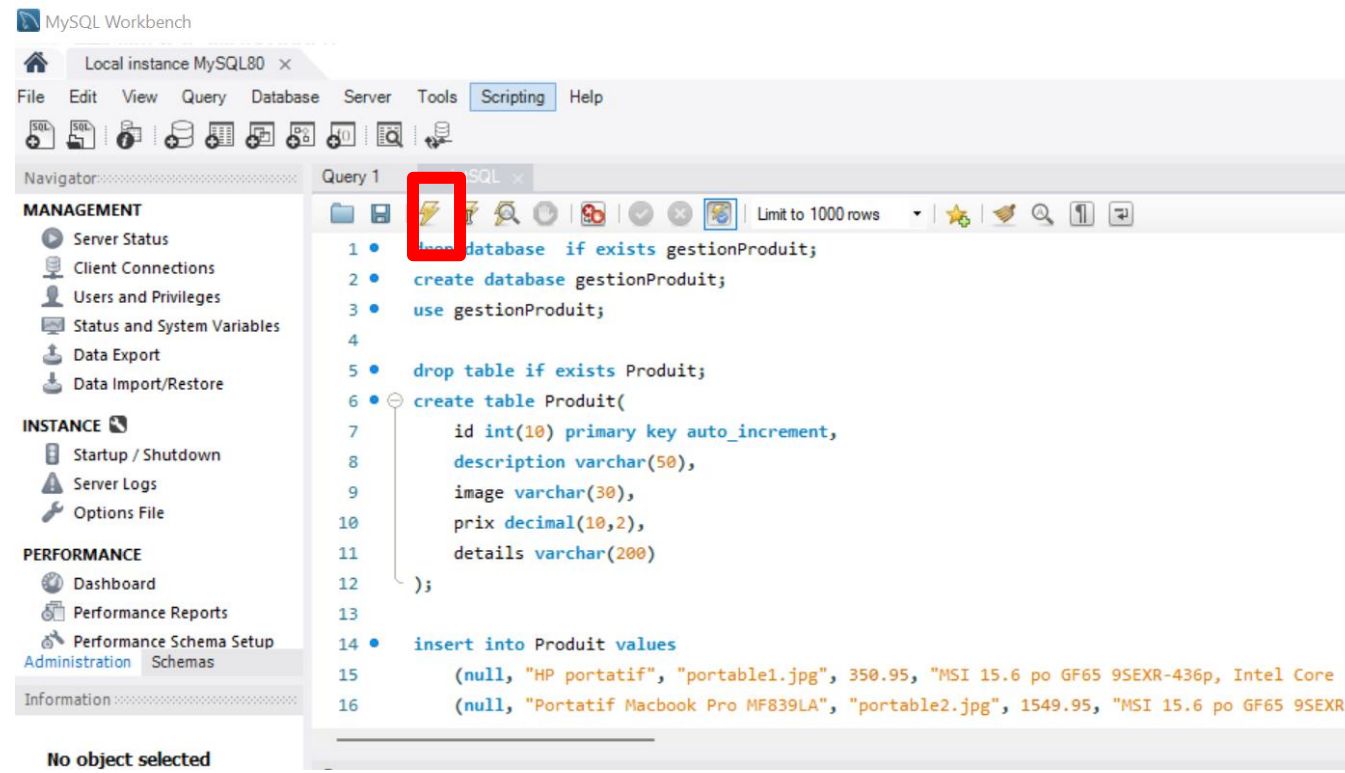 MySQL Workbench
Local instance MySQL80 ×
File Edit View Query Database Server Tools Scripting Help
Navigator
Query 1 SQL ×
MANAGEMENT
Server Status
Client Connections
Users and Privileges
Status and System Variables
Data Export
Data Import/Restore
INSTANCE
Startup / Shutdown
Server Logs
Options File
PERFORMANCE
Dashboard
Performance Reports
Performance Schema Setup
Administration Schemas
Information
No object selected
Limit to 1000 rows
1 drop database if exists gestionProduit;
2 create database gestionProduit;
3 use gestionProduit;
4
5 drop table if exists Produit;
6 create table Produit(
7 id int(10) primary key auto_increment,
8 description varchar(50),
9 image varchar(30),
10 prix decimal(10,2),
11 details varchar(200)
12 );
13
14 insert into Produit values
15 (null, "HP portatif", "portable1.jpg", 350.95, "MSI 15.6 po GF65 9SEXR-436p, Intel Core
16 (null, "Portatif Macbook Pro MF839LA", "portable2.jpg", 1549.95, "MSI 15.6 po GF65 9SEXR